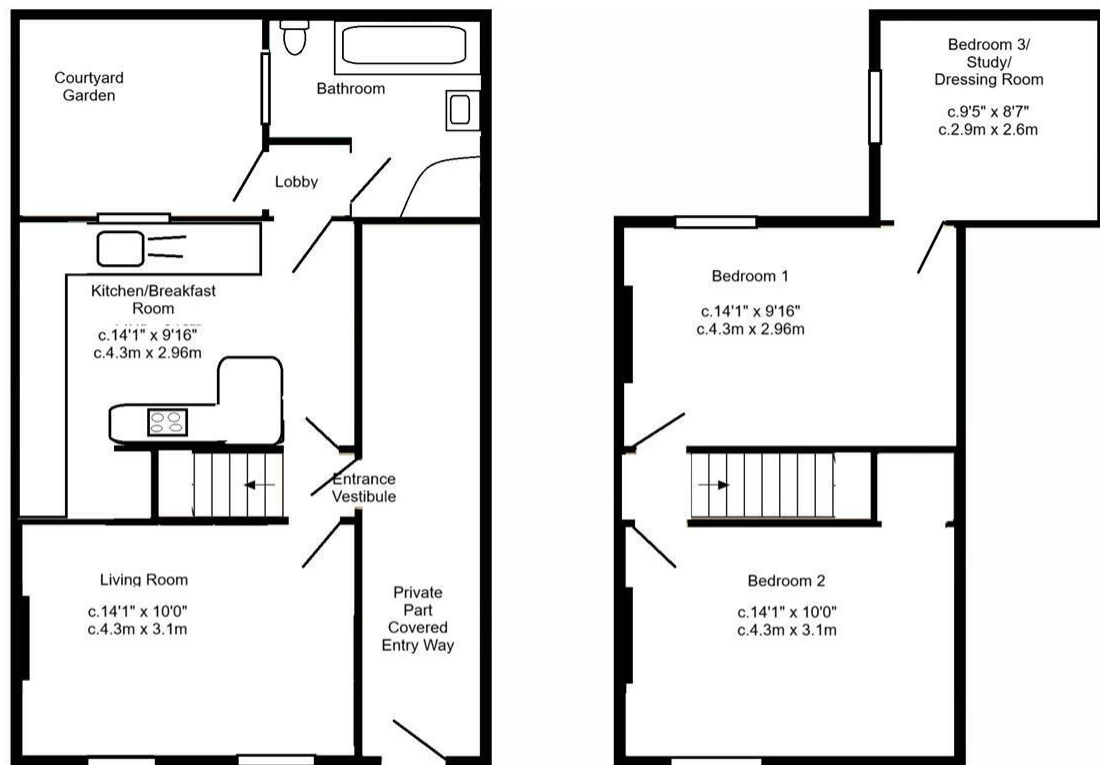 Courtyard
Garden
Bathroom
Lobby
Kitchen/Breakfast
Room
c.14'1" x 9'16"
c.4.3m x 2.96m
Entrance
Vestibule
Living Room
c.14'1" x 10'0"
c.4.3m x 3.1m
Private
Part
Covered
Entry Way
Bedroom 3/
Study/
Dressing Room
c.9'5" x 8'7"
c.2.9m x 2.6m
Bedroom 1
c.14'1" x 9'16"
c.4.3m x 2.96m
Bedroom 2
c.14'1" x 10'0"
c.4.3m x 3.1m